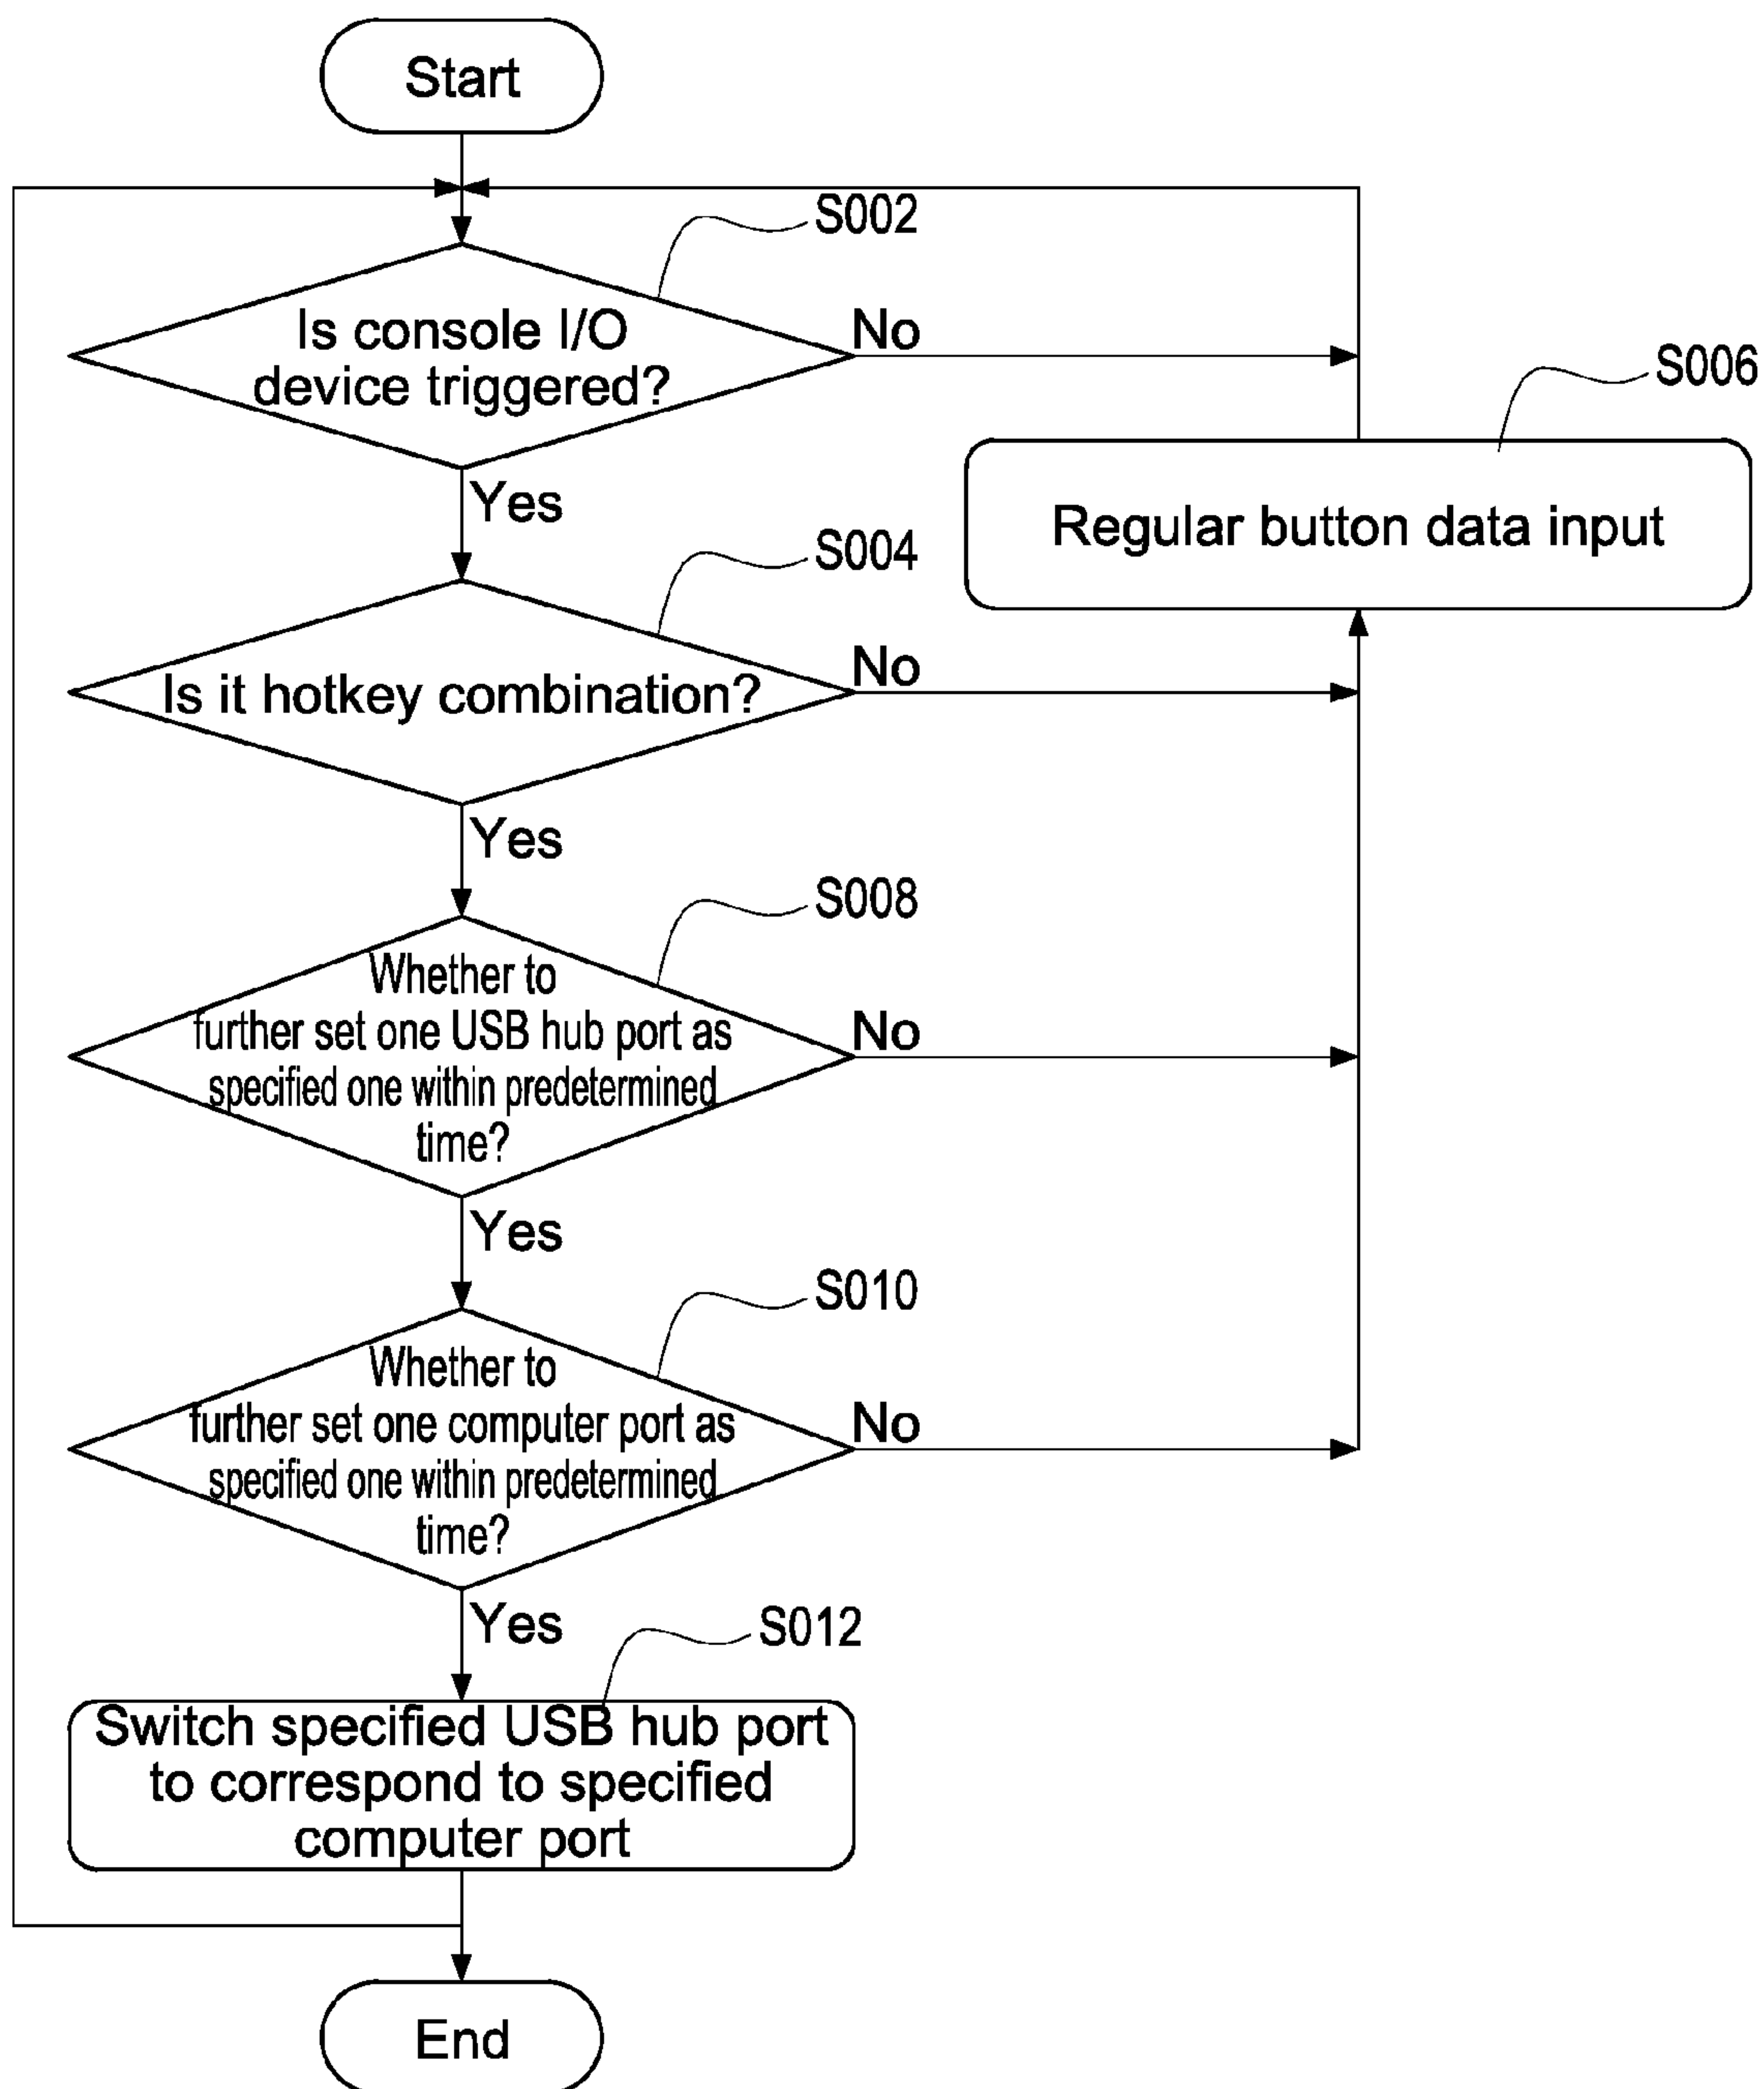 Start
S002
Is console I/O
device triggered?
No
S006
Regular button data input
Yes
S004
Is it hotkey combination?
No
Yes
S008
Whether to
further set one USB hub port as
specified one within predetermined
time?
No
Yes
S010
Whether to
further set one computer port as
specified one within predetermined
time?
No
Yes
S012
Switch specified USB hub port
to correspond to specified
computer port
End